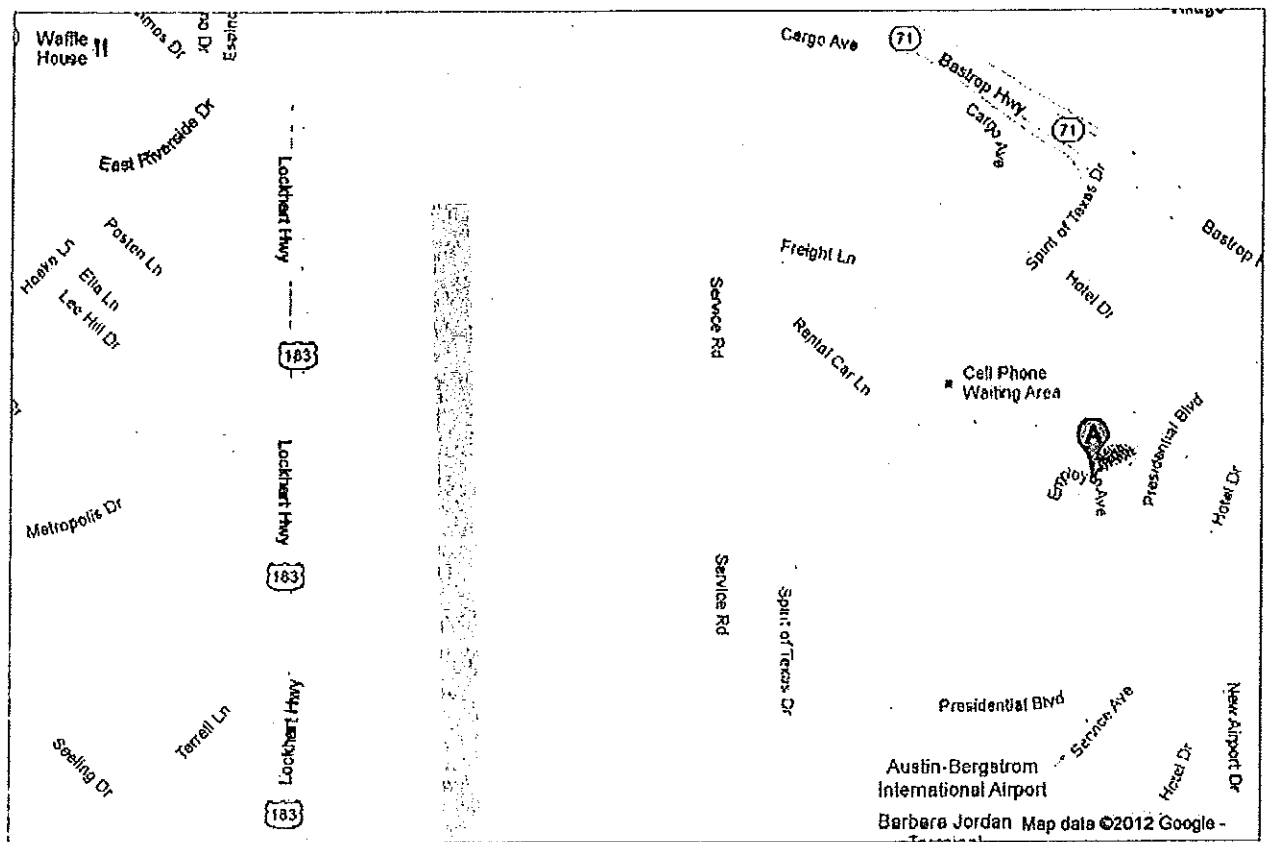 Waffle
House
Cargo Ave
71
Bastrop Hwy
71
Cargo Ave
East Riverside Dr
Lockhart Hwy
Spirit of Texas Dr
Poston Ln
Ella Ln
Lee Hill Dr
Freight Ln
Bastrop
Hotel Dr
Service Rd
183
Rental Car Ln
Cell Phone
Waiting Area
A
Presidential Blvd
Lockhart Hwy
Ave
Hotel Dr
Metropolis Dr
183
Service Rd
Spirit of Texas Dr
Lockhart Hwy
Terrell Ln
Seeling Dr
183
Presidential Blvd
Service Ave
Hotel Dr
New Airport Dr
Austin-Bergstrom
International Airport
Barbara Jordan Map data ©2012 Google -
Terminal